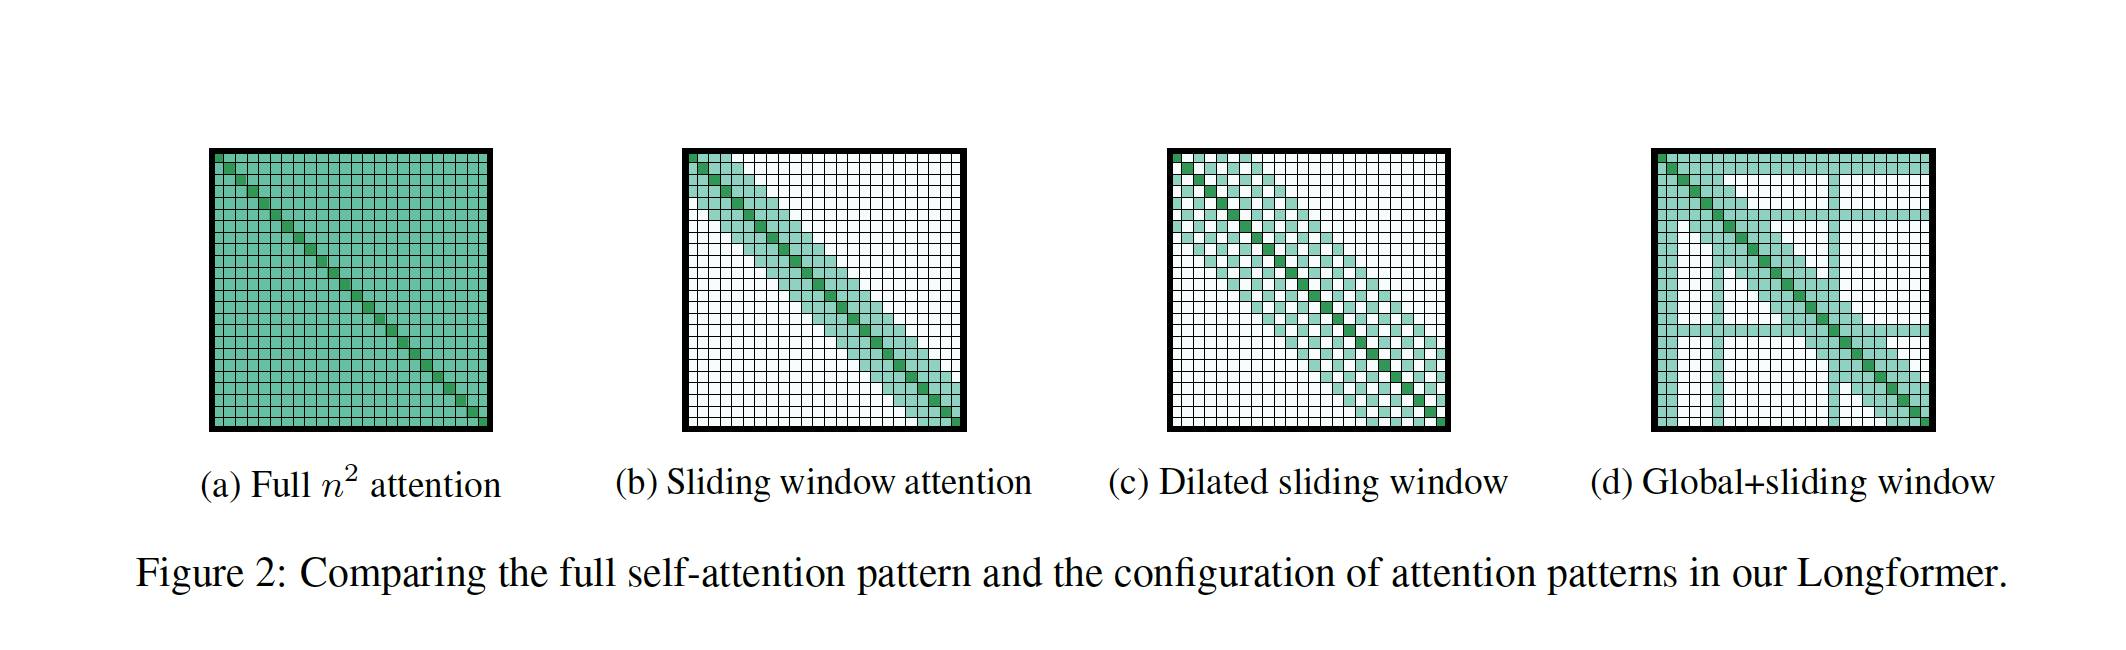 (a) Full n² attention
(b) Sliding window attention
(c) Dilated sliding window
(d) Global+sliding window
Figure 2: Comparing the full self-attention pattern and the configuration of attention patterns in our Longformer.